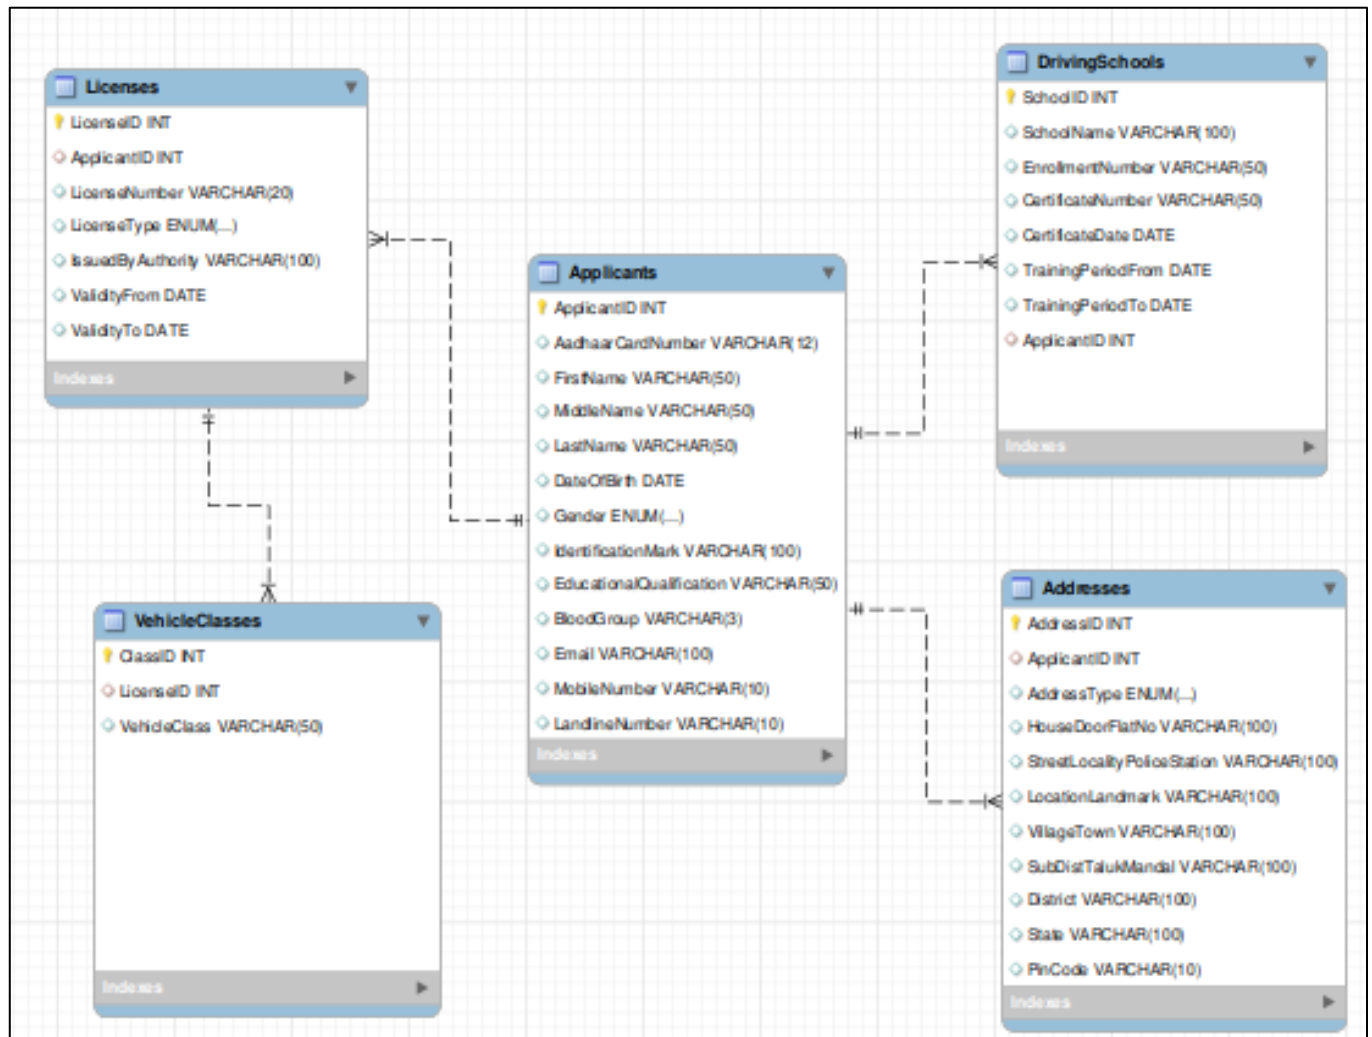 Licenses
LicenseID INT
ApplicantID INT
LicenseNumber VARCHAR(20)
LicenseType ENUM(...)
IssuedByAuthority VARCHAR(100)
ValidityFrom DATE
ValidityTo DATE
Indexes
DrivingSchools
SchoolID INT
SchoolName VARCHAR(100)
EnrollmentNumber VARCHAR(50)
CertificateNumber VARCHAR(50)
CertificateDate DATE
TrainingPeriodFrom DATE
TrainingPeriodTo DATE
ApplicantID INT
Indexes
Applicants
ApplicantID INT
AadhaarCardNumber VARCHAR(12)
FirstName VARCHAR(50)
MiddleName VARCHAR(50)
LastName VARCHAR(50)
DateOfBirth DATE
Gender ENUM(...)
IdentificationMark VARCHAR(100)
EducationalQualification VARCHAR(50)
BloodGroup VARCHAR(3)
Email VARCHAR(100)
MobileNumber VARCHAR(10)
LandlineNumber VARCHAR(10)
Indexes
VehicleClasses
ClassID INT
LicenseID INT
VehicleClass VARCHAR(50)
Indexes
Addresses
AddressID INT
ApplicantID INT
AddressType ENUM(...)
HouseDoorFlatNo VARCHAR(100)
StreetLocalityPoliceStation VARCHAR(100)
LocationLandmark VARCHAR(100)
VillageTown VARCHAR(100)
SubDistTalukMandal VARCHAR(100)
District VARCHAR(100)
State VARCHAR(100)
PinCode VARCHAR(10)
Indexes